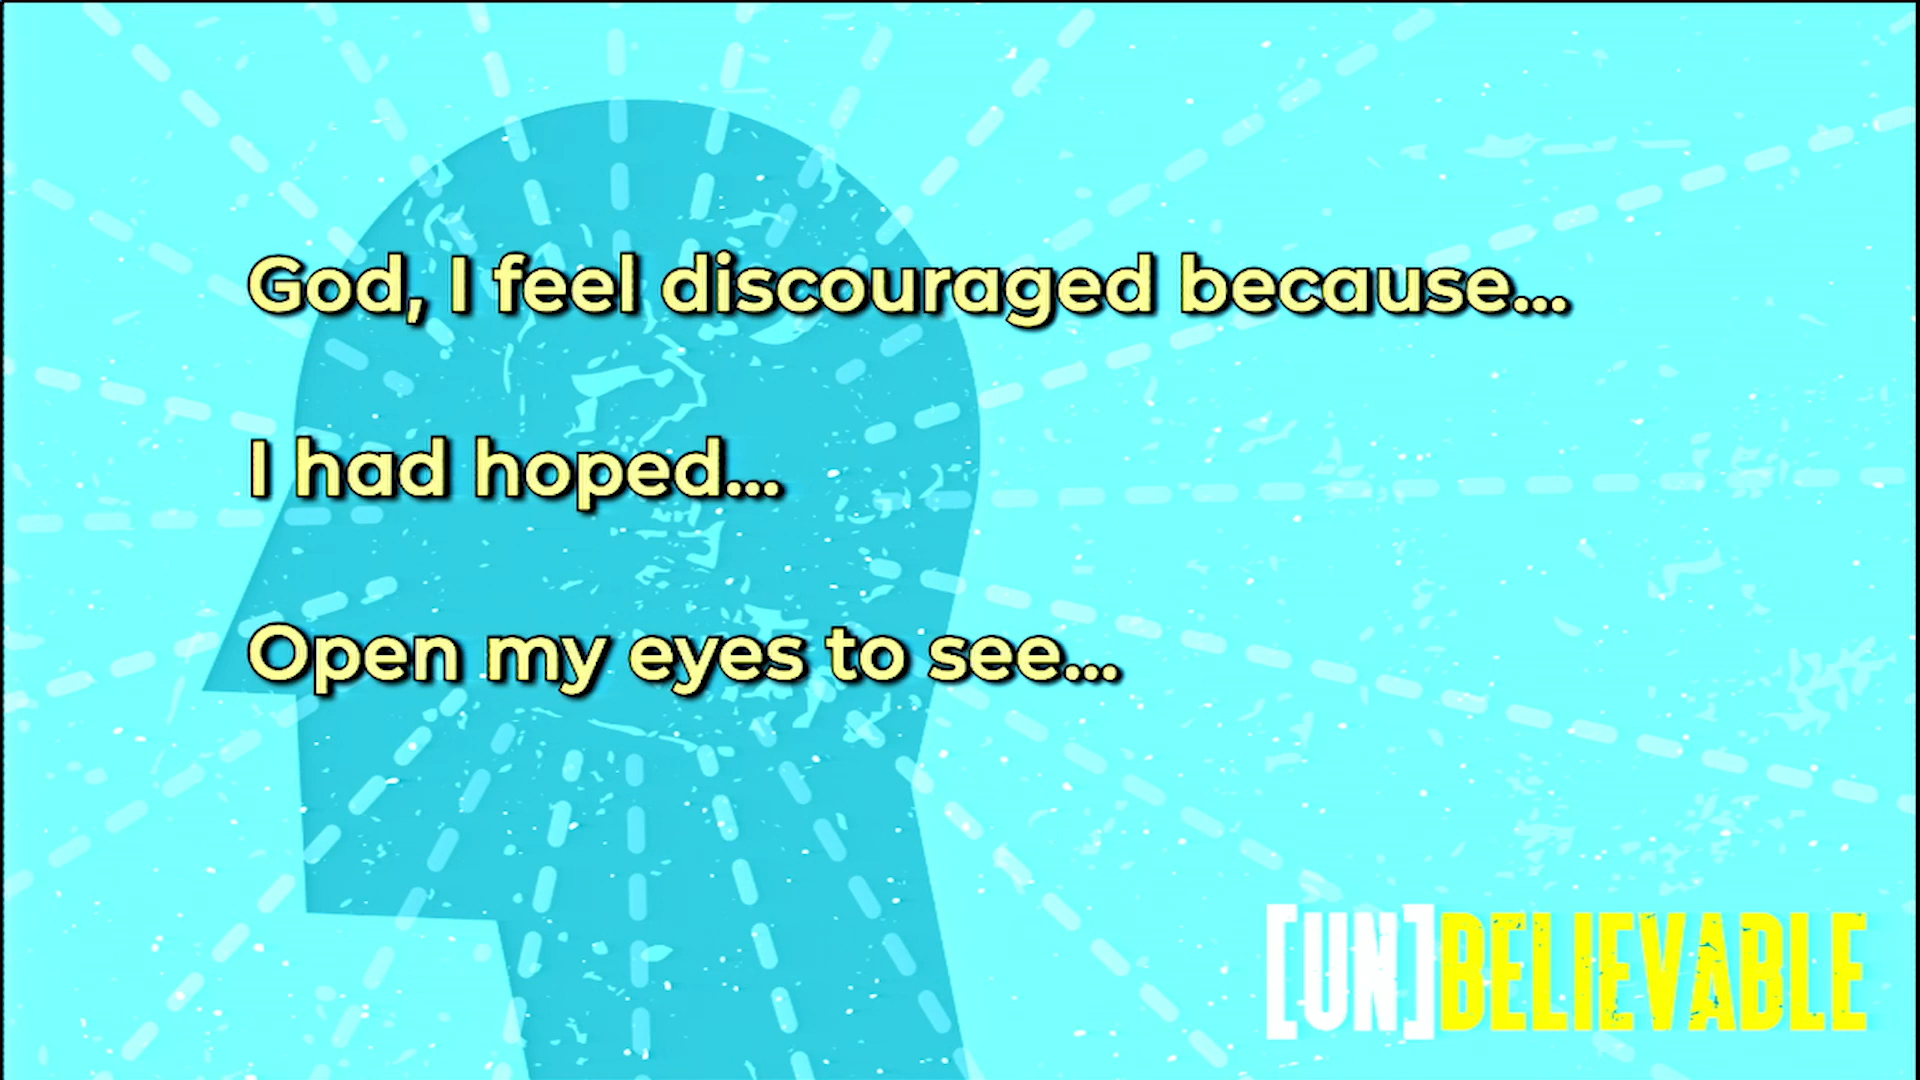 God, I feel discouraged because...
I had hoped...
Open my eyes to see...
[UN]BELIEVABLE